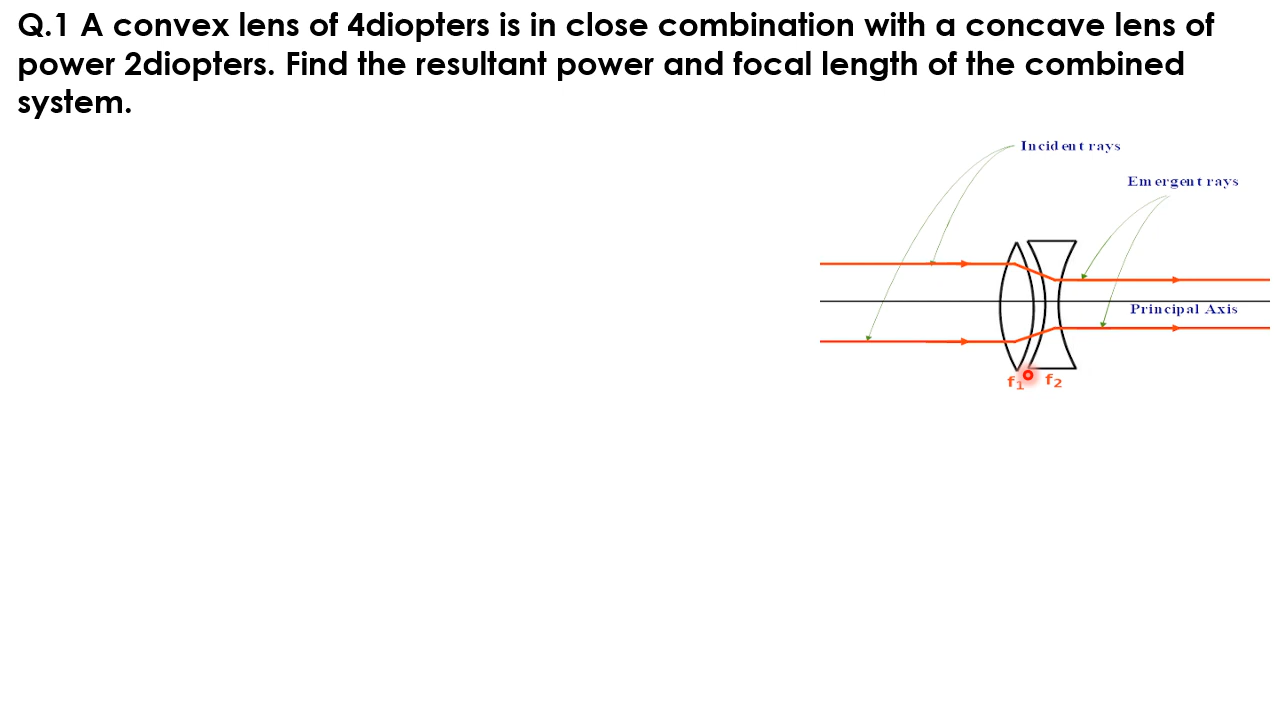 Q.1 A convex lens of 4diopters is in close combination with a concave lens of
power 2diopters. Find the resultant power and focal length of the combined
system.
Incident rays
Emergent rays
Principal Axis
f1
f2